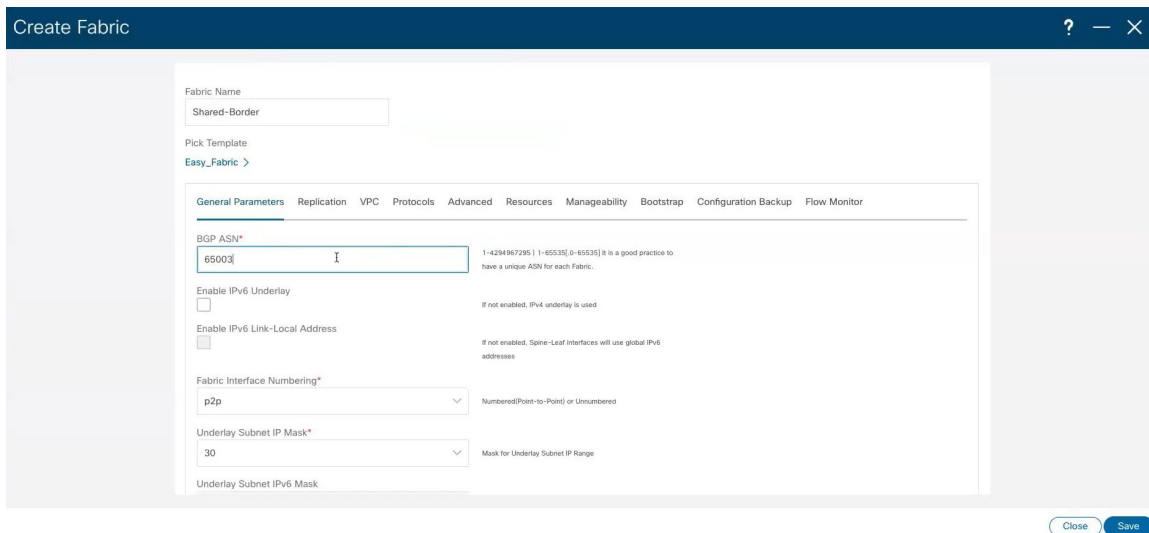 Create Fabric
? — ×
Fabric Name
Shared-Border
Pick Template
Easy_Fabric >
General Parameters Replication VPC Protocols Advanced Resources Manageability Bootstrap Configuration Backup Flow Monitor
BGP ASN*
65003
1-4294967295 | 1-65535[.0-65535] It is a good practice to
have a unique ASN for each Fabric.
Enable IPv6 Underlay
If not enabled, IPv4 underlay is used
Enable IPv6 Link-Local Address
If not enabled, Spine-Leaf interfaces will use global IPv6
addresses
Fabric Interface Numbering*
p2p
Numbered(Point-to-Point) or Unnumbered
Underlay Subnet IP Mask*
30
Mask for Underlay Subnet IP Range
Underlay Subnet IPv6 Mask
Close Save